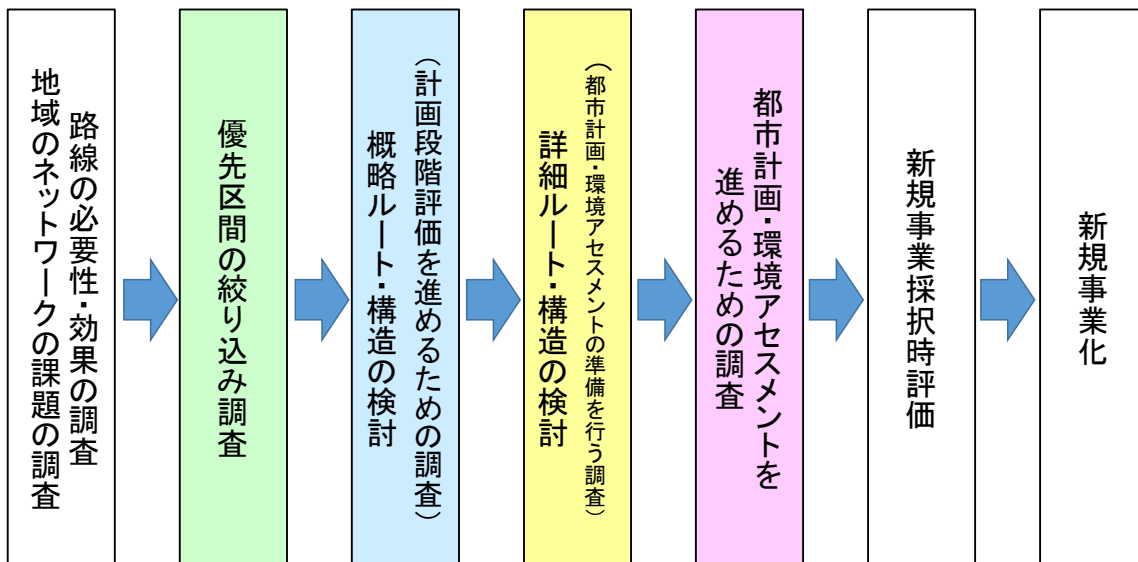 路線の必要性・効果の調査
地域のネットワークの課題の調査
優先区間の絞り込み調査
（計画段階評価を進めるための調査）
概略ルート・構造の検討
（都市計画・環境アセスメントの準備を行う調査）
詳細ルート・構造の検討
都市計画・環境アセスメントを
進めるための調査
新規事業採択時評価
新規事業化